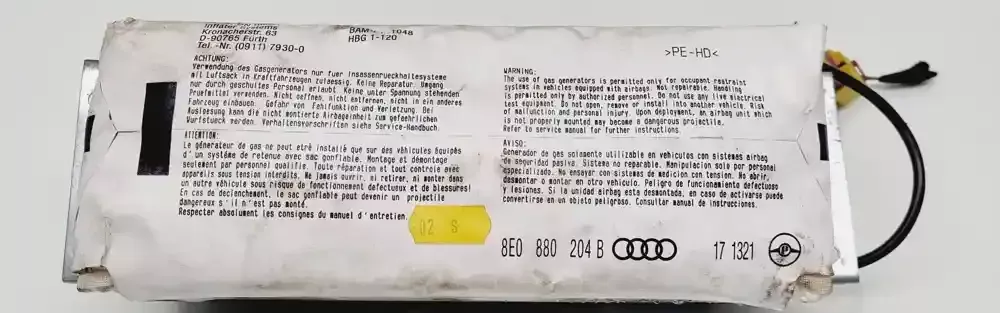 Inflater Systems
Kronacherstr. 63
D-90765 Fürth
Tel. -Nr. (0911) 7930-0
1048
HBG 1-120
>PE-HD<
ACHTUNG:
Verwendung des Gasgenerators nur fuer Insassenrueckhaltesysteme
mit Luftsack in Kraftfahrzeugen zulaessig. Keine Reparatur. Umgang
nur durch geschultes Personal erlaubt. Keine unter Spannung stehenden
Pruefmittel verwenden. Nicht oeffnen, nicht entfernen, nicht in ein anderes
Fahrzeug einbauen. Gefahr von Fehlfunktion und Verletzung. Bei
Ausloesung kann die nicht montierte Airbageinheit zum gefaehrlichen
Wurfstueck werden. Verhaltensvorschriften siehe Service-Handbuch.
ATTENTION:
Le générateur de gaz ne peut etré installé que sur des véhicules équipés
d'un système de retenue avec sac gonflable. Montage et démontage
seulement par personnel qualifié. Toute réparation et tout contrôle avec
appareils sous tension interdits. Ne jamais ouvrir, ni retirer, ni monter dans
un autre véhicule sous risque de fonctionnement défectueux et de blessures!
En cas de déclenchement, le sac gonflable peut devenir un projectile
dangereux s'il n'est pas monté.
Respecter absolument les consignes du manuel d'entretien.
WARNING:
The use of gas generators is permitted only for occupant restraint
systems in vehicles equipped with airbags. Not repairable. Handling
is permitted only by authorized personnel. Do not use any live electrical
test equipment. Do not open, remove or install into another vehicle. Risk
of malfunction and personal injury. Upon deployment, an airbag unit which
is not properly mounted may become a dangerous projectile.
Refer to service manual for further instructions.
AVISO:
Generador de gas solamente utilizable en vehículos con sistemas airbag
de seguridad pasiva. Sistema no reparable. Manipulación solo por personal
especializado. No ensayar con sistemas de medición con tensión. No abrir,
desmontar o montar en otro vehículo. Peligro de funcionamiento defectuoso
y lesiones. Si la unidad airbag esta desmontada, en caso de activarse puede
convertirse en un objeto peligroso. Consultar manual de instrucciones.
02 S
8E0 880 204 B 17 1321